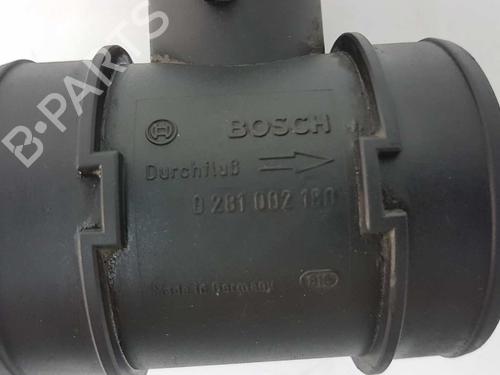 B-PARTS
BOSCH
Durchfluß
0 281 002 180
Made in Germany